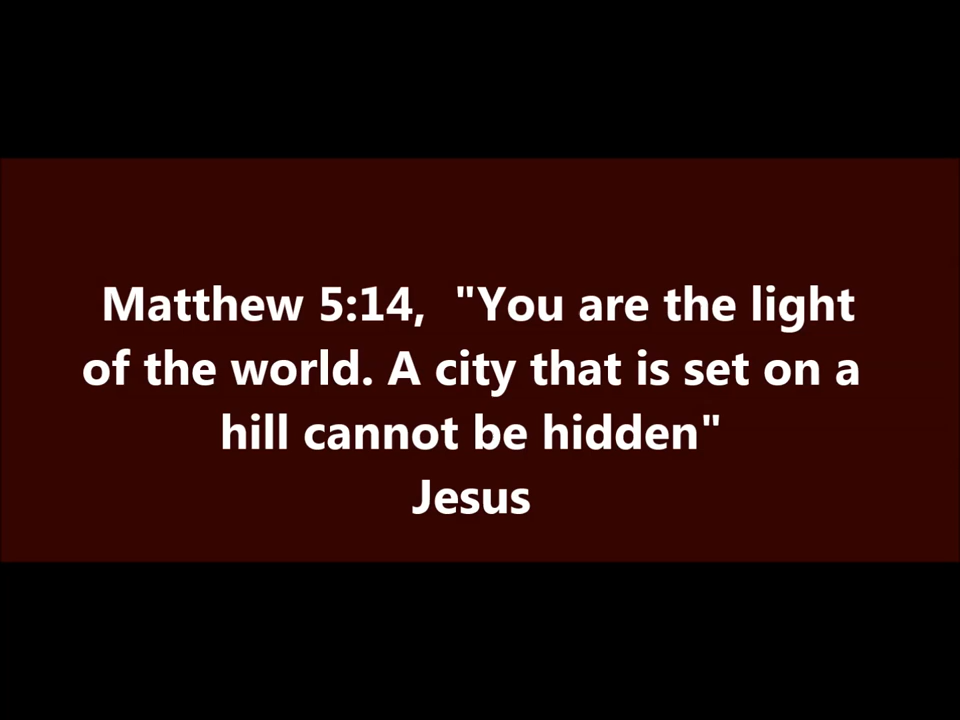 Matthew 5:14,  "You are the light
of the world. A city that is set on a
hill cannot be hidden"
Jesus